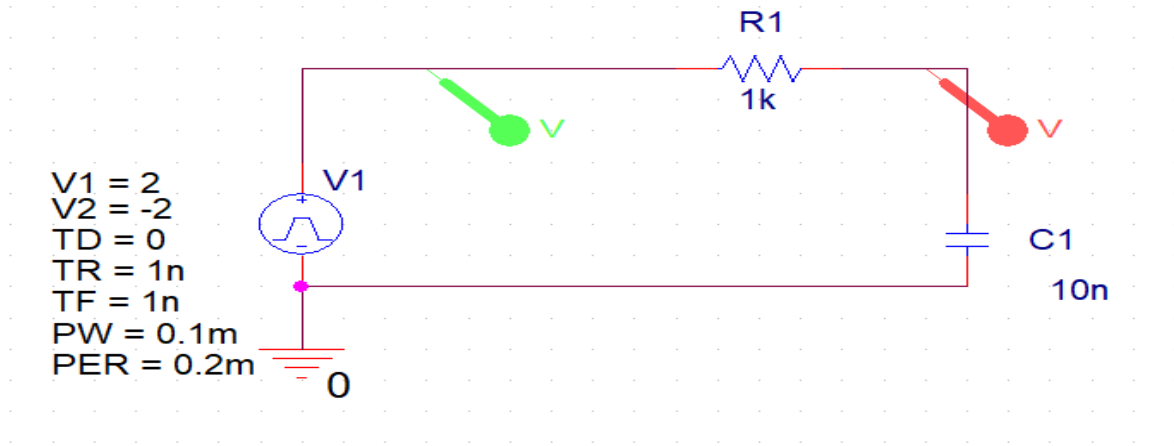 R1
1k
V
V
V1
V1 = 2
V2 = -2
TD = 0
TR = 1n
TF = 1n
PW = 0.1m
PER = 0.2m
C1
10n
0